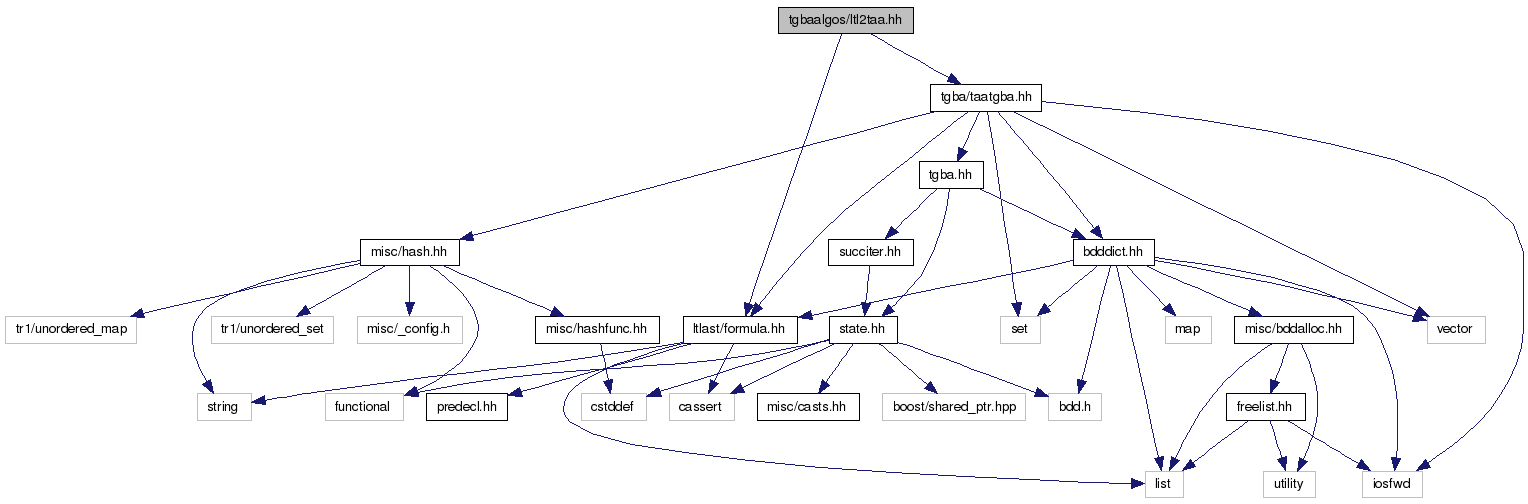 tgbaalgos/ltl2taa.hh
tgba/taatgba.hh
tgba.hh
misc/hash.hh
succiter.hh
bdddict.hh
tr1/unordered_map
tr1/unordered_set
misc/_config.h
misc/hashfunc.hh
ltlast/formula.hh
state.hh
set
map
misc/bddalloc.hh
vector
string
functional
predecl.hh
cstddef
cassert
misc/casts.hh
boost/shared_ptr.hpp
bdd.h
freelist.hh
list
utility
iosfwd